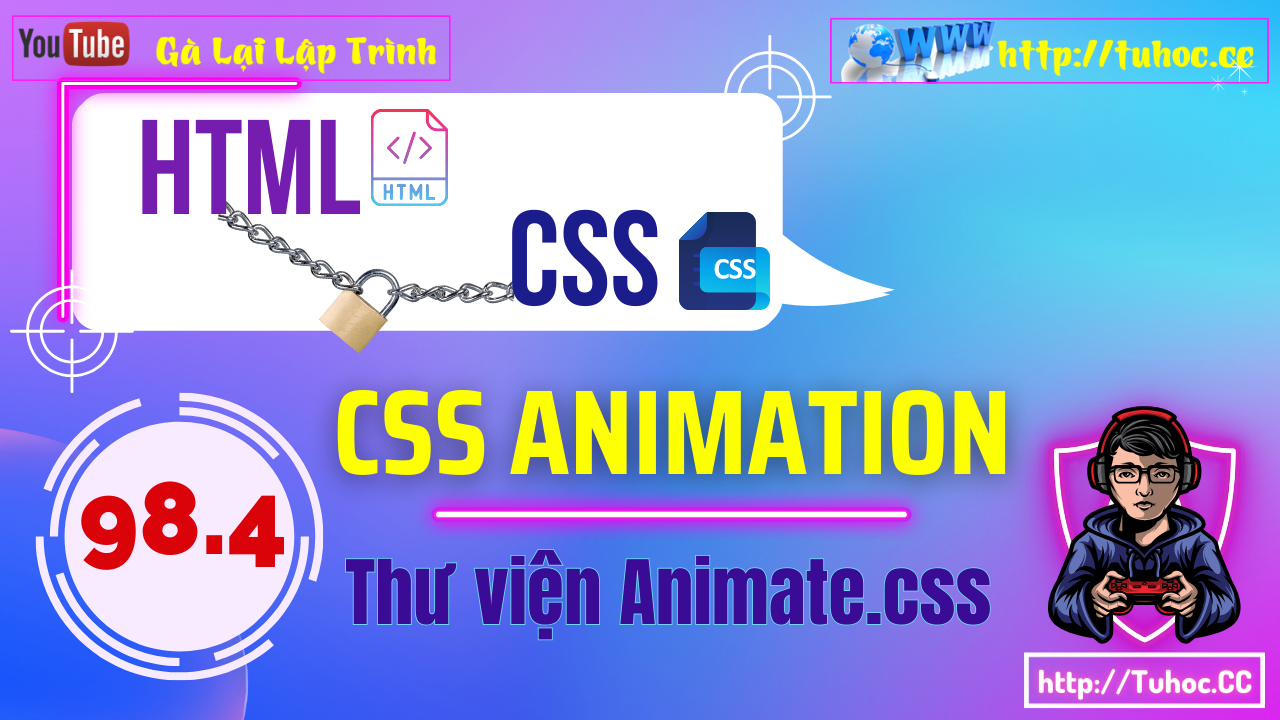 YouTube
Gà Lại Lập Trình
WWW
http://tuhoc.cc
HTML
HTML
CSS
CSS
CSS ANIMATION
98.4
Thư viện Animate.css
http://Tuhoc.CC